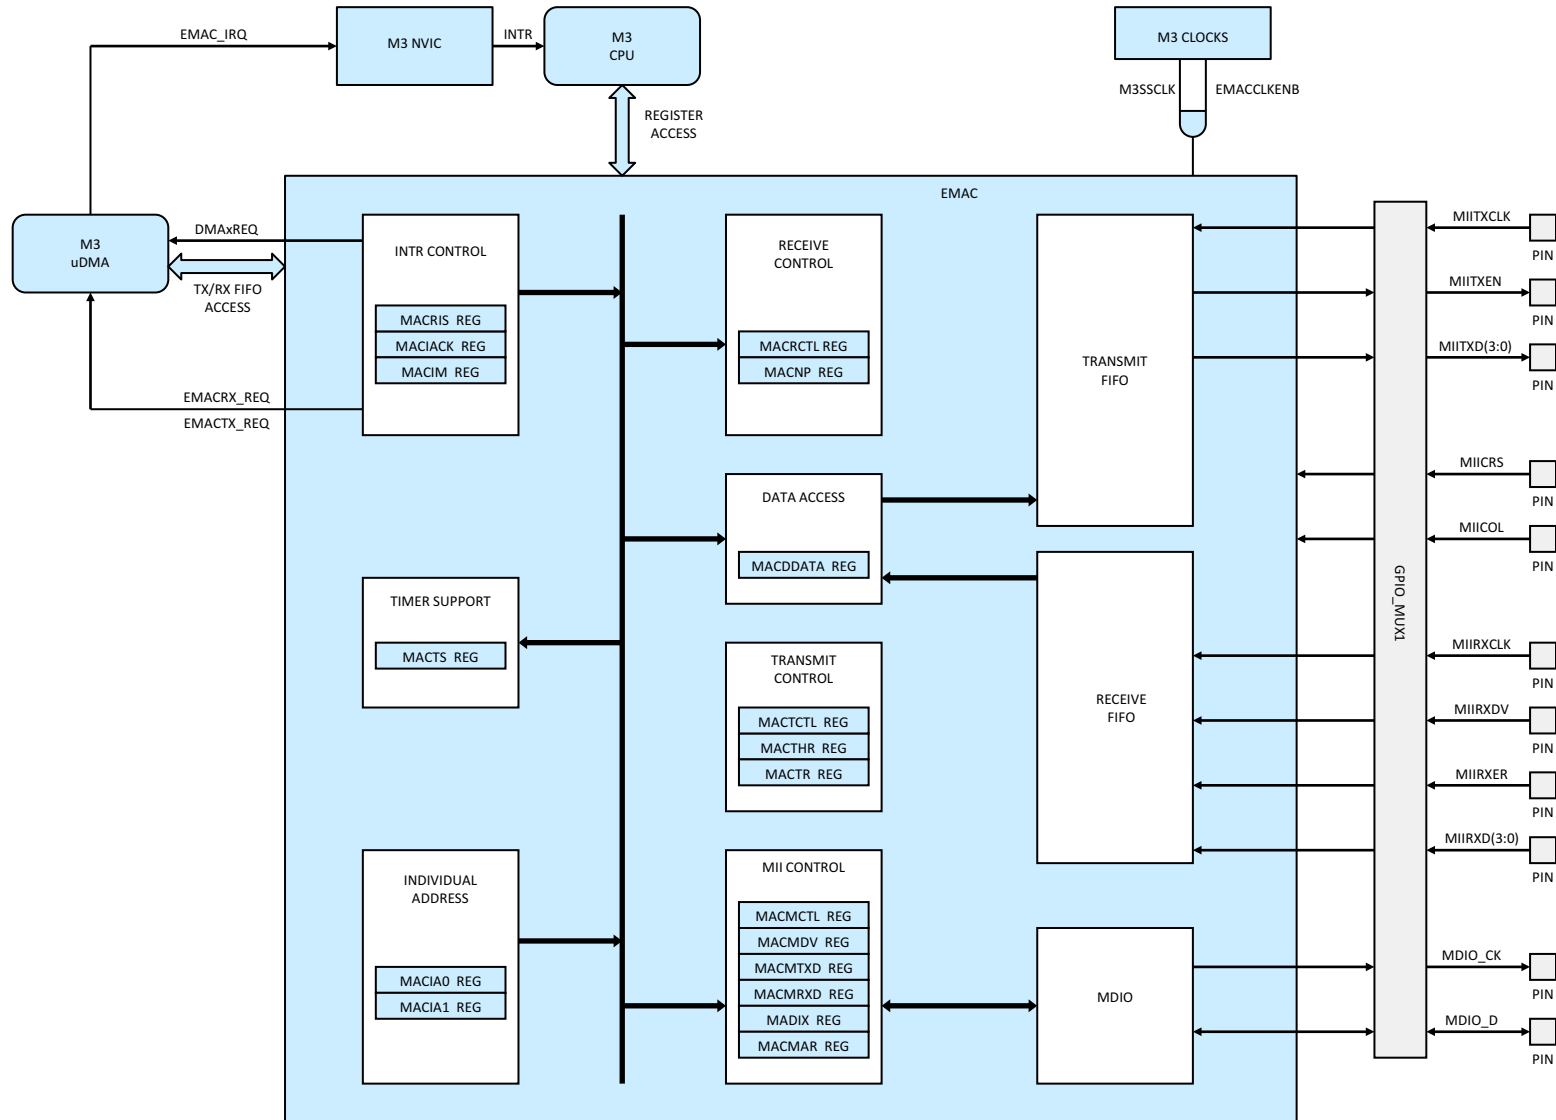 EMAC_IRQ
M3 NVIC
INTR
M3
CPU
M3 CLOCKS
M3SSCLK
EMACCLKENB
REGISTER
ACCESS
EMAC
M3
uDMA
DMAxREQ
TX/RX FIFO
ACCESS
EMACRX_REQ
EMACTX_REQ
INTR CONTROL
MACRIS REG
MACIACK REG
MACIM REG
RECEIVE
CONTROL
MACRCTL REG
MACNP REG
TRANSMIT
FIFO
DATA ACCESS
MACDDATA REG
TIMER SUPPORT
MACTS REG
TRANSMIT
CONTROL
MACTCTL REG
MACTHR REG
MACTR REG
RECEIVE
FIFO
INDIVIDUAL
ADDRESS
MACIA0 REG
MACIA1 REG
MII CONTROL
MACMCTL REG
MACMDV REG
MACMTXD REG
MACMRXD REG
MADIX REG
MACMAR REG
MDIO
GPIO_MUX1
MIITXCLK
PIN
MIITXEN
PIN
MIITXD(3:0)
PIN
MIICRS
PIN
MIICOL
PIN
MIIRXCLK
PIN
MIIRXDV
PIN
MIIRXER
PIN
MIIRXD(3:0)
PIN
MDIO_CK
PIN
MDIO_D
PIN